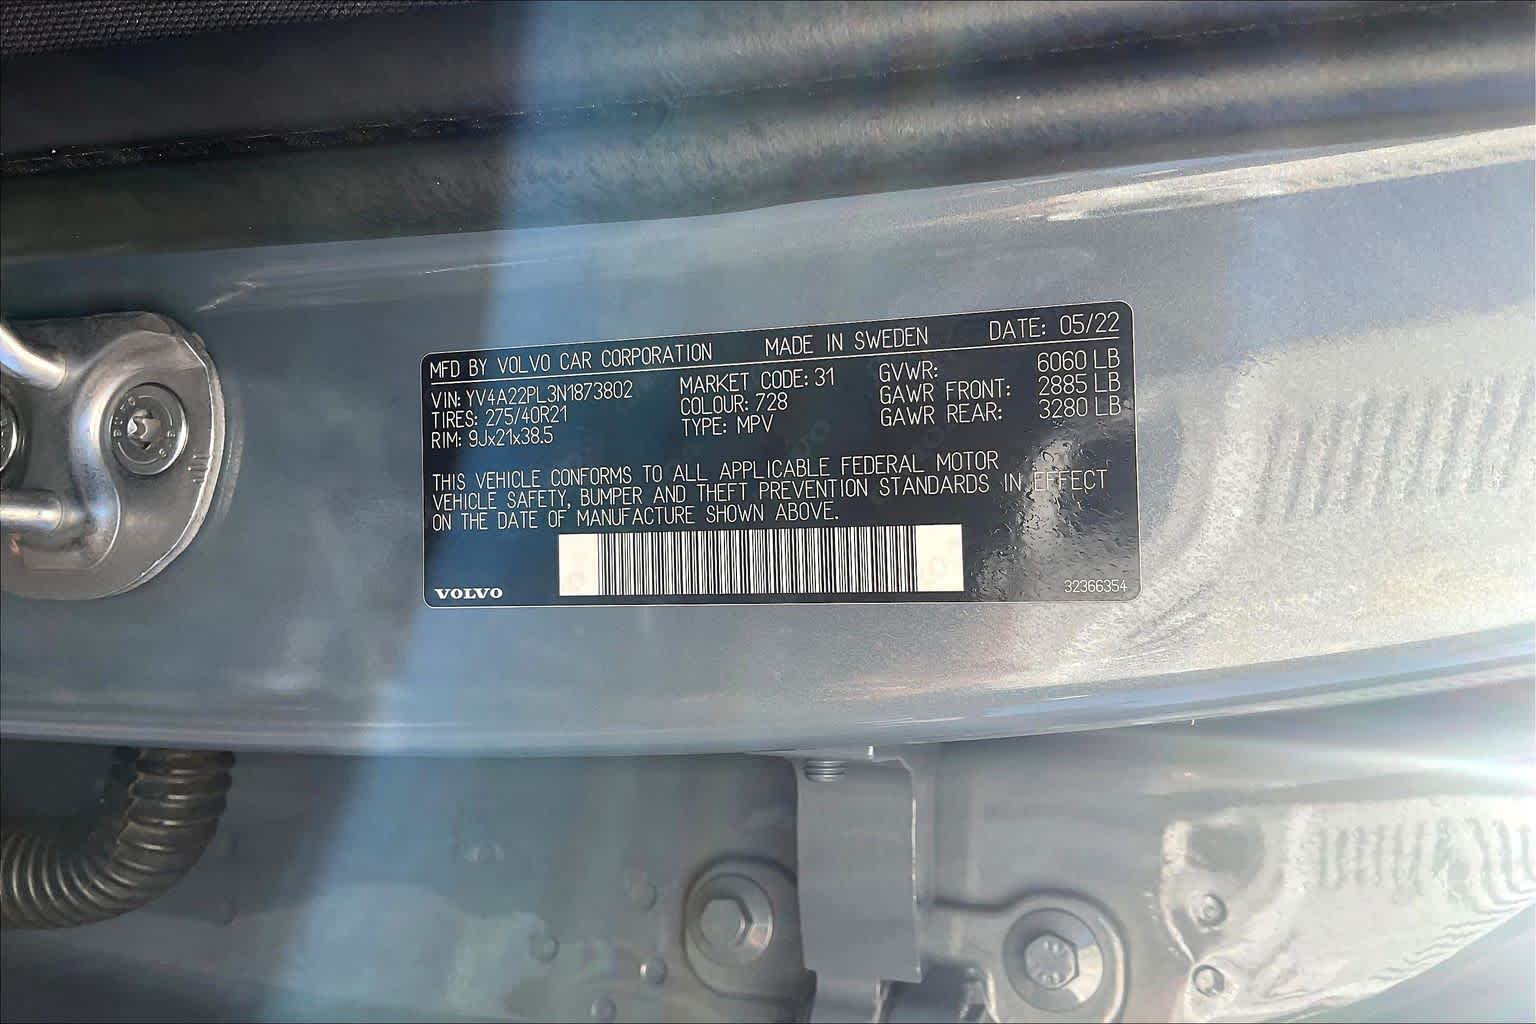 MFD BY VOLVO CAR CORPORATION MADE IN SWEDEN DATE: 05/22
VIN: YV4A22PL3N1873802 MARKET CODE: 31 GVWR: 6060 LB
TIRES: 275/40R21 COLOUR: 728 GAWR FRONT: 2885 LB
RIM: 9Jx21x38.5 TYPE: MPV GAWR REAR: 3280 LB
THIS VEHICLE CONFORMS TO ALL APPLICABLE FEDERAL MOTOR
VEHICLE SAFETY, BUMPER AND THEFT PREVENTION STANDARDS IN EFFECT
ON THE DATE OF MANUFACTURE SHOWN ABOVE.
VOLVO 32366354